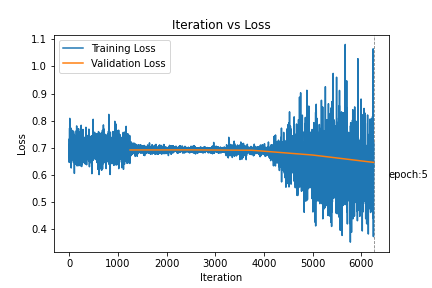 Iteration vs Loss
Training Loss
Validation Loss
1.1
1.0
0.9
0.8
0.7
0.6
0.5
0.4
Loss
epoch:5
0 1000 2000 3000 4000 5000 6000
Iteration